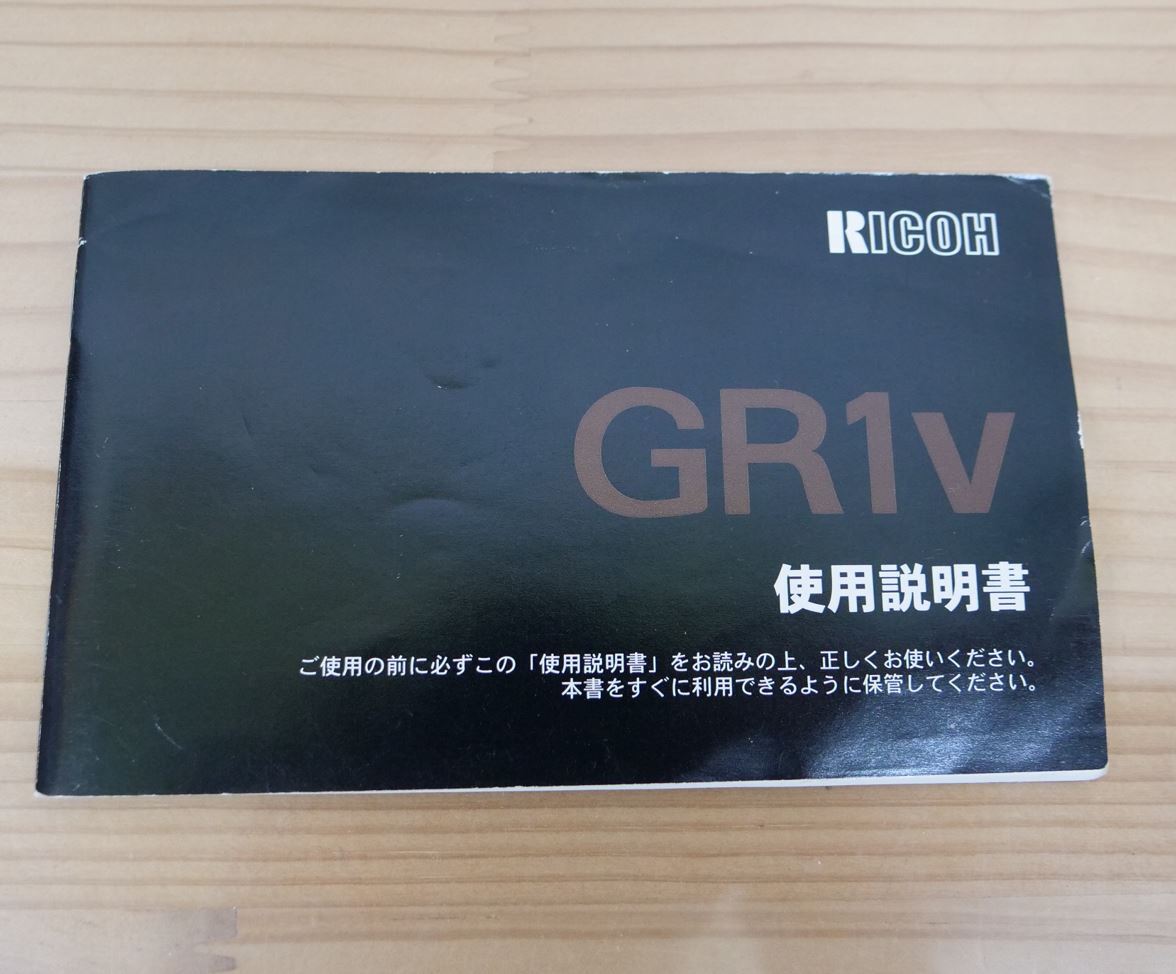 RICOH
GR1v
使用説明書
ご使用の前に必ずこの「使用説明書」をお読みの上、正しくお使いください。
本書をすぐに利用できるように保管してください。